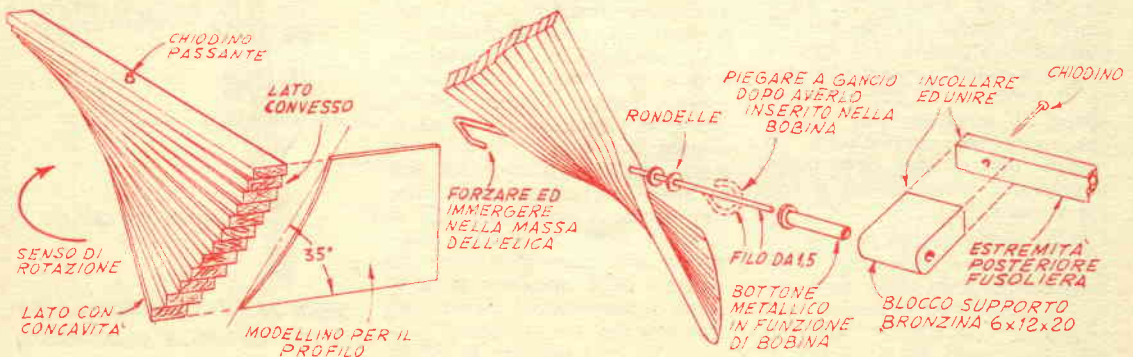 CHIODINO
PASSANTE
LATO
CONVESSO
SENSO DI
ROTAZIONE
LATO CON
CONCAVITA'
35°
MODELLINO PER IL
PROFILO
FORZARE ED
IMMERGERE
NELLA MASSA
DELL'ELICA
RONDELLE
PIEGARE A GANCIO
DOPO AVERLO
INSERITO NELLA
BOBINA
FILO DA 1,5
BOTTONE
METALLICO
IN FUNZIONE
DI BOBINA
INCOLLARE
ED UNIRE
CHIODINO
ESTREMITÀ
POSTERIORE
FUSOLIERA
BLOCCO SUPPORTO
BRONZINA 6x12x20